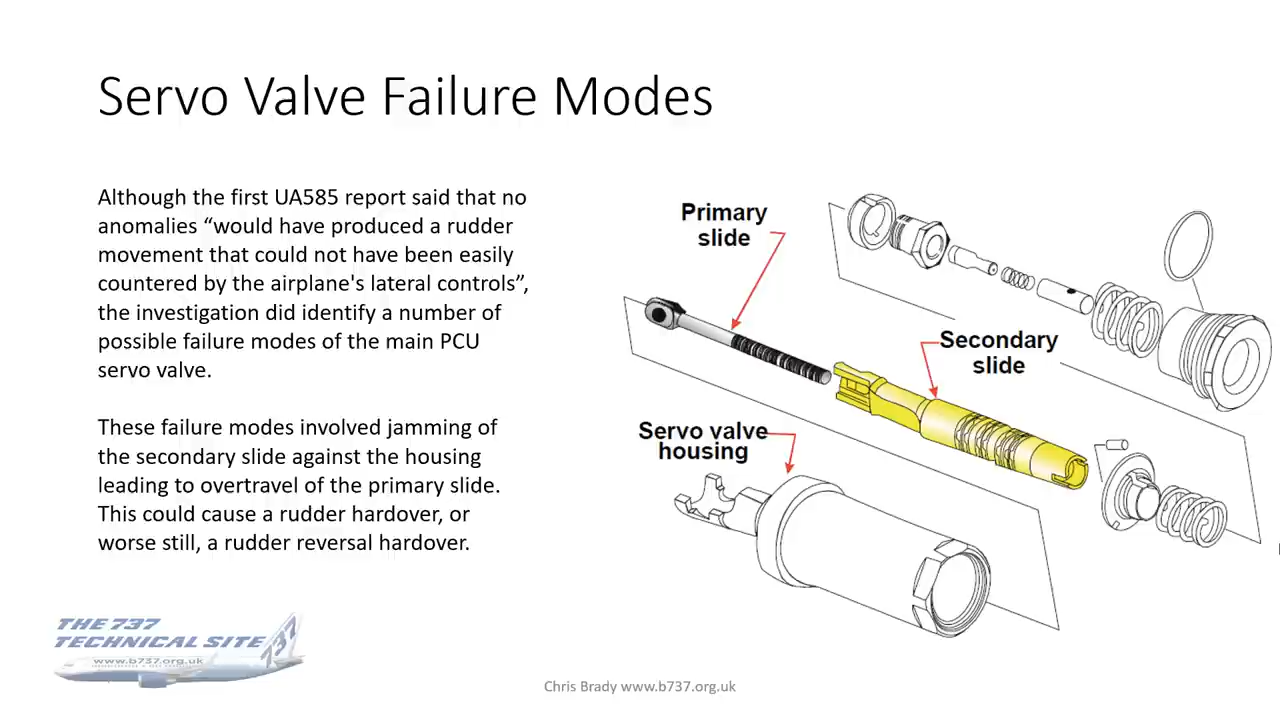 Servo Valve Failure Modes
Although the first UA585 report said that no
anomalies “would have produced a rudder
movement that could not have been easily
countered by the airplane's lateral controls”,
the investigation did identify a number of
possible failure modes of the main PCU
servo valve.
These failure modes involved jamming of
the secondary slide against the housing
leading to overtravel of the primary slide.
This could cause a rudder hardover, or
worse still, a rudder reversal hardover.
Primary
slide
Secondary
slide
Servo valve
housing
THE 737
TECHNICAL SITE
737
www.b737.org.uk
Chris Brady www.b737.org.uk